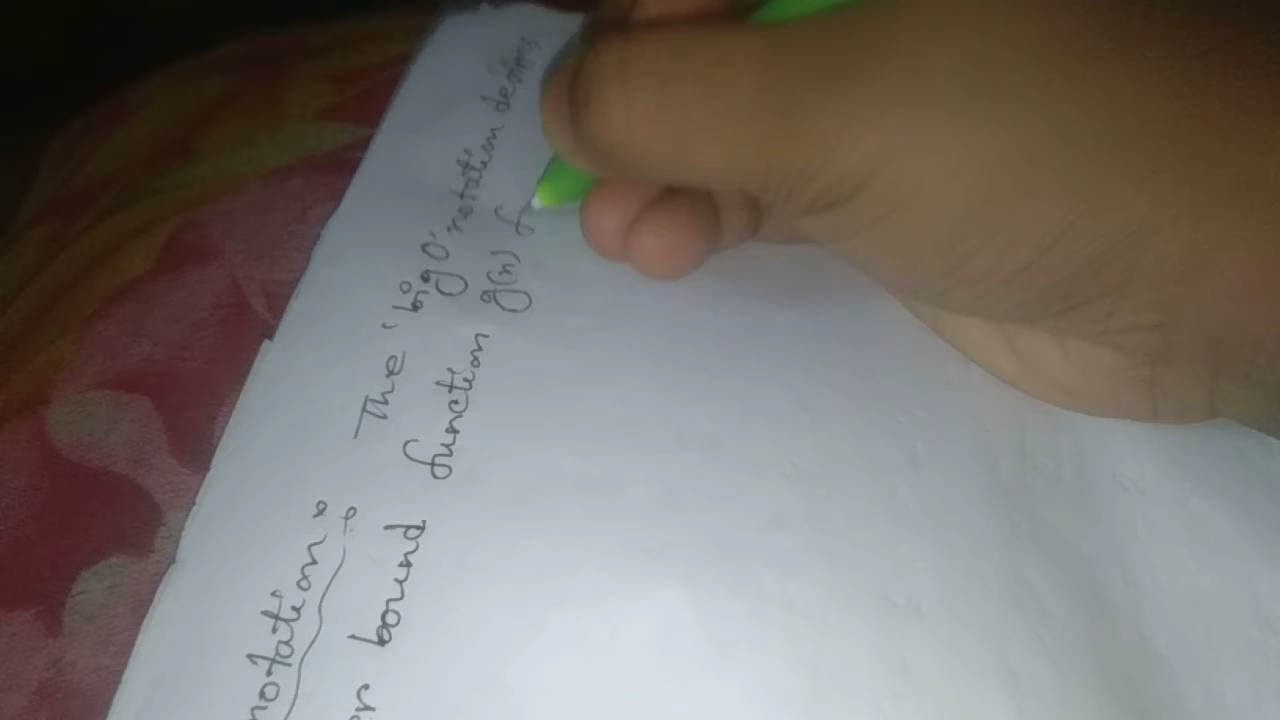 notation :- The 'big O' notation defines
bound function g(n) f